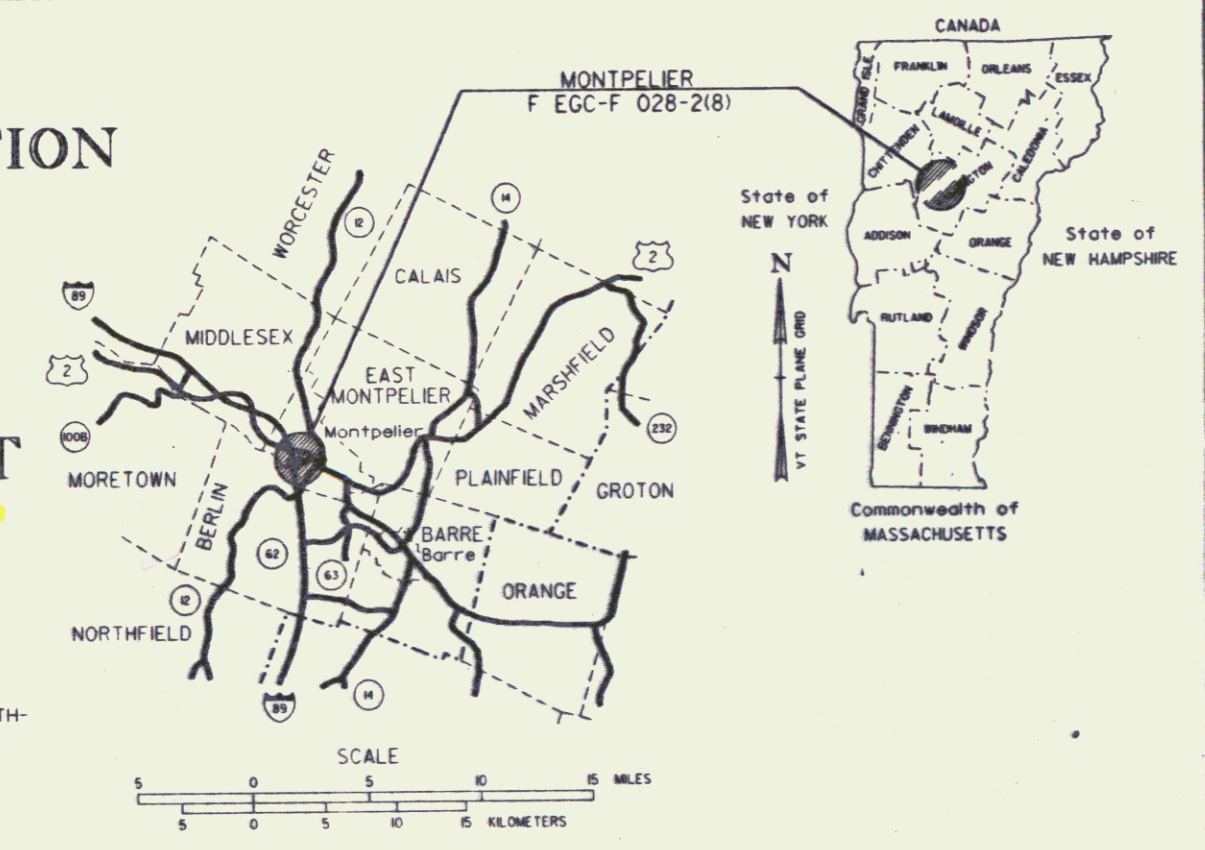 TION
T
TH-
MONTPELIER
F EGC-F 028-2(8)
WORCESTER
12
14
CALAIS
2
89
MIDDLESEX
2
EAST
MONTPELIER
MARSHFIELD
Montpelier
100B
232
MORETOWN
PLAINFIELD
GROTON
BERLIN
BARRE
Barre
62
63
ORANGE
12
NORTHFIELD
89
14
SCALE
5 0 5 10 15 MILES
5 0 5 10 15 KILOMETERS
CANADA
GRAND ISLE
FRANKLIN
ORLEANS
ESSEX
LAMOILLE
CHITTENDEN
CALEDONIA
State of
NEW YORK
ADDISON
ORANGE
State of
NEW HAMPSHIRE
N
VT STATE PLANE GRID
RUTLAND
WINDSOR
BENNINGTON
WINDHAM
Commonwealth of
MASSACHUSETTS